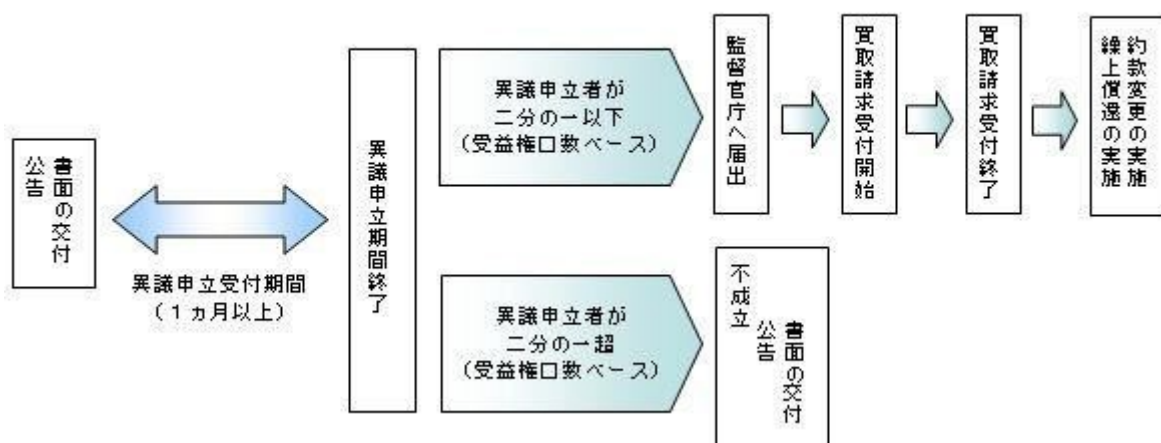 書面の交付
公告
異議申立受付期間
（１ヵ月以上）
異議申立期間終了
異議申立者が
二分の一以下
（受益権口数ベース）
監督官庁へ届出
買取請求受付開始
買取請求受付終了
約款変更の実施
繰上償還の実施
異議申立者が
二分の一超
（受益権口数ベース）
不成立
書面の交付
公告